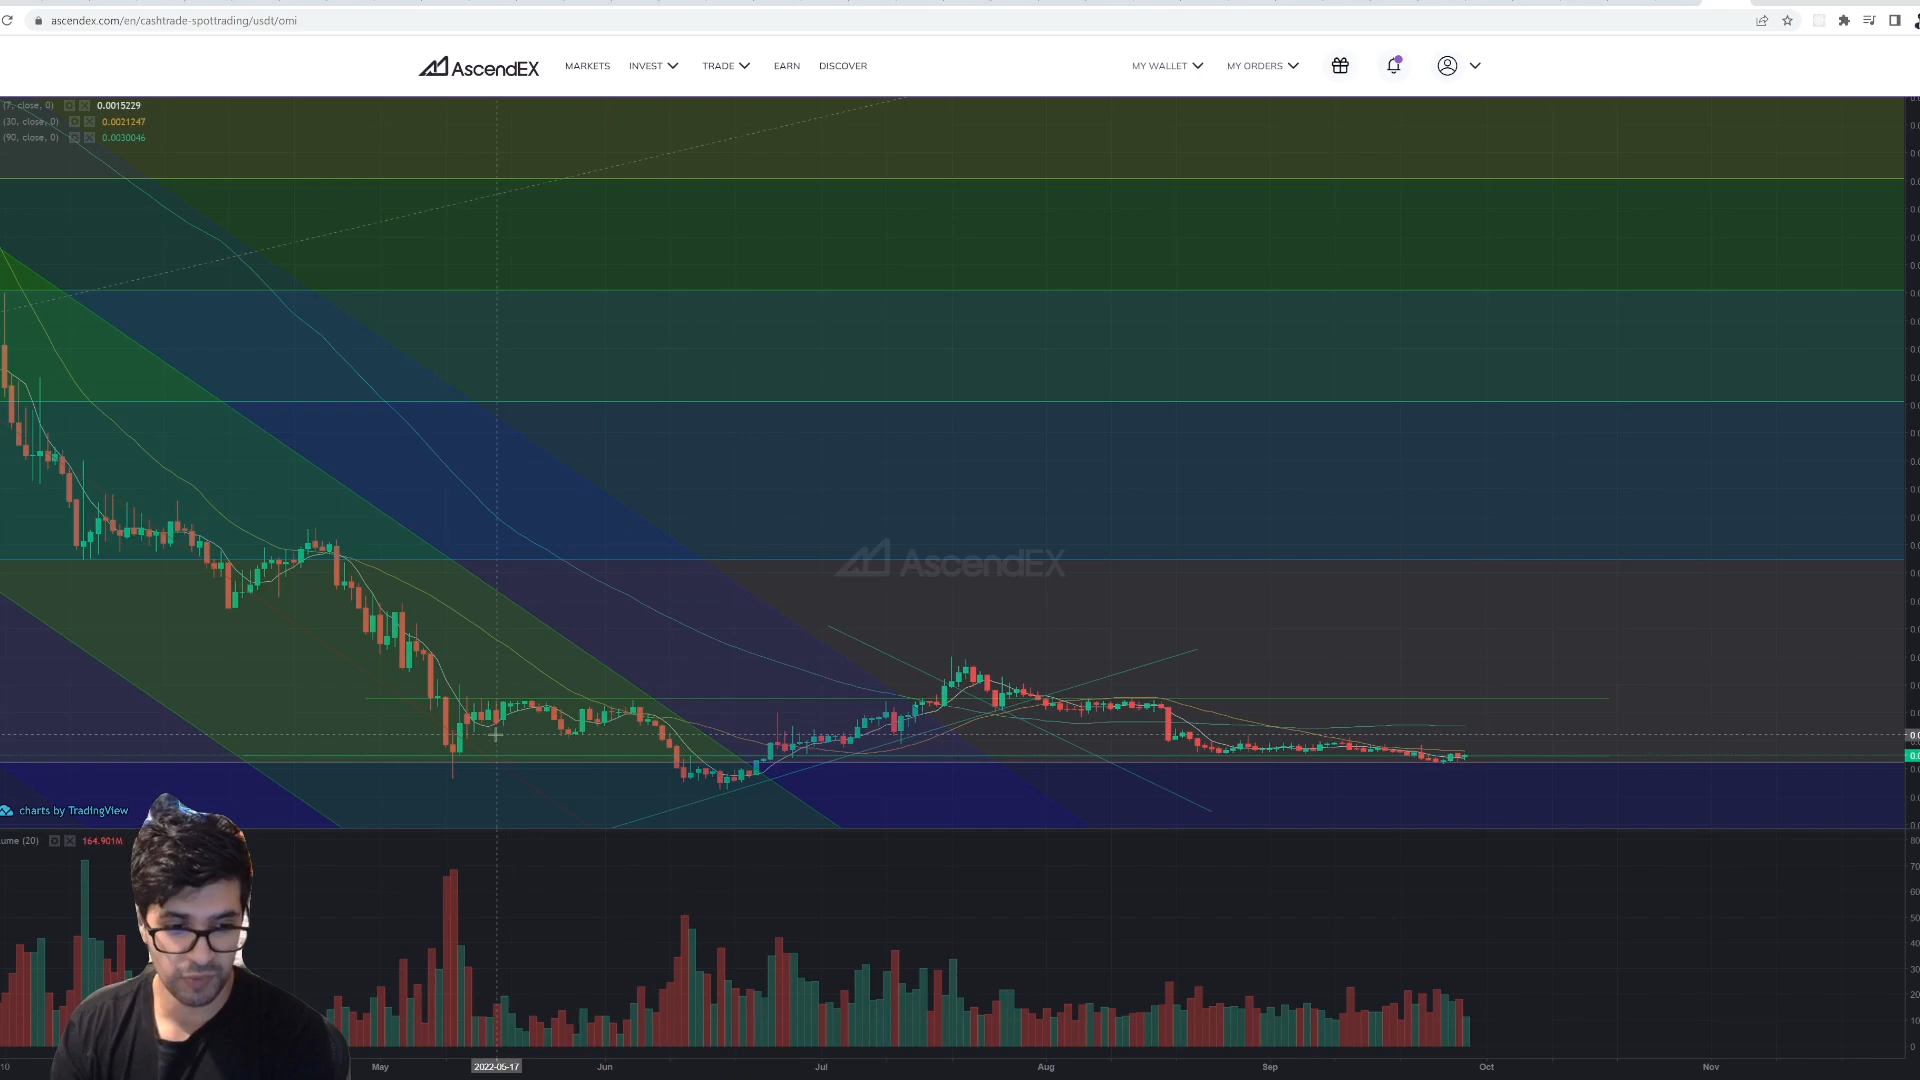 ascendex.com/en/cashtrade-spottrading/usdt/omi
AscendEX MARKETS INVEST TRADE EARN DISCOVER MY WALLET MY ORDERS
(7, close, 0) 0.0015229
(30, close, 0) 0.0021247
(90, close, 0) 0.0030046
AscendEX
charts by TradingView
(20) 164.901M
May 2022-05-17 Jun Jul Aug Sep Oct Nov